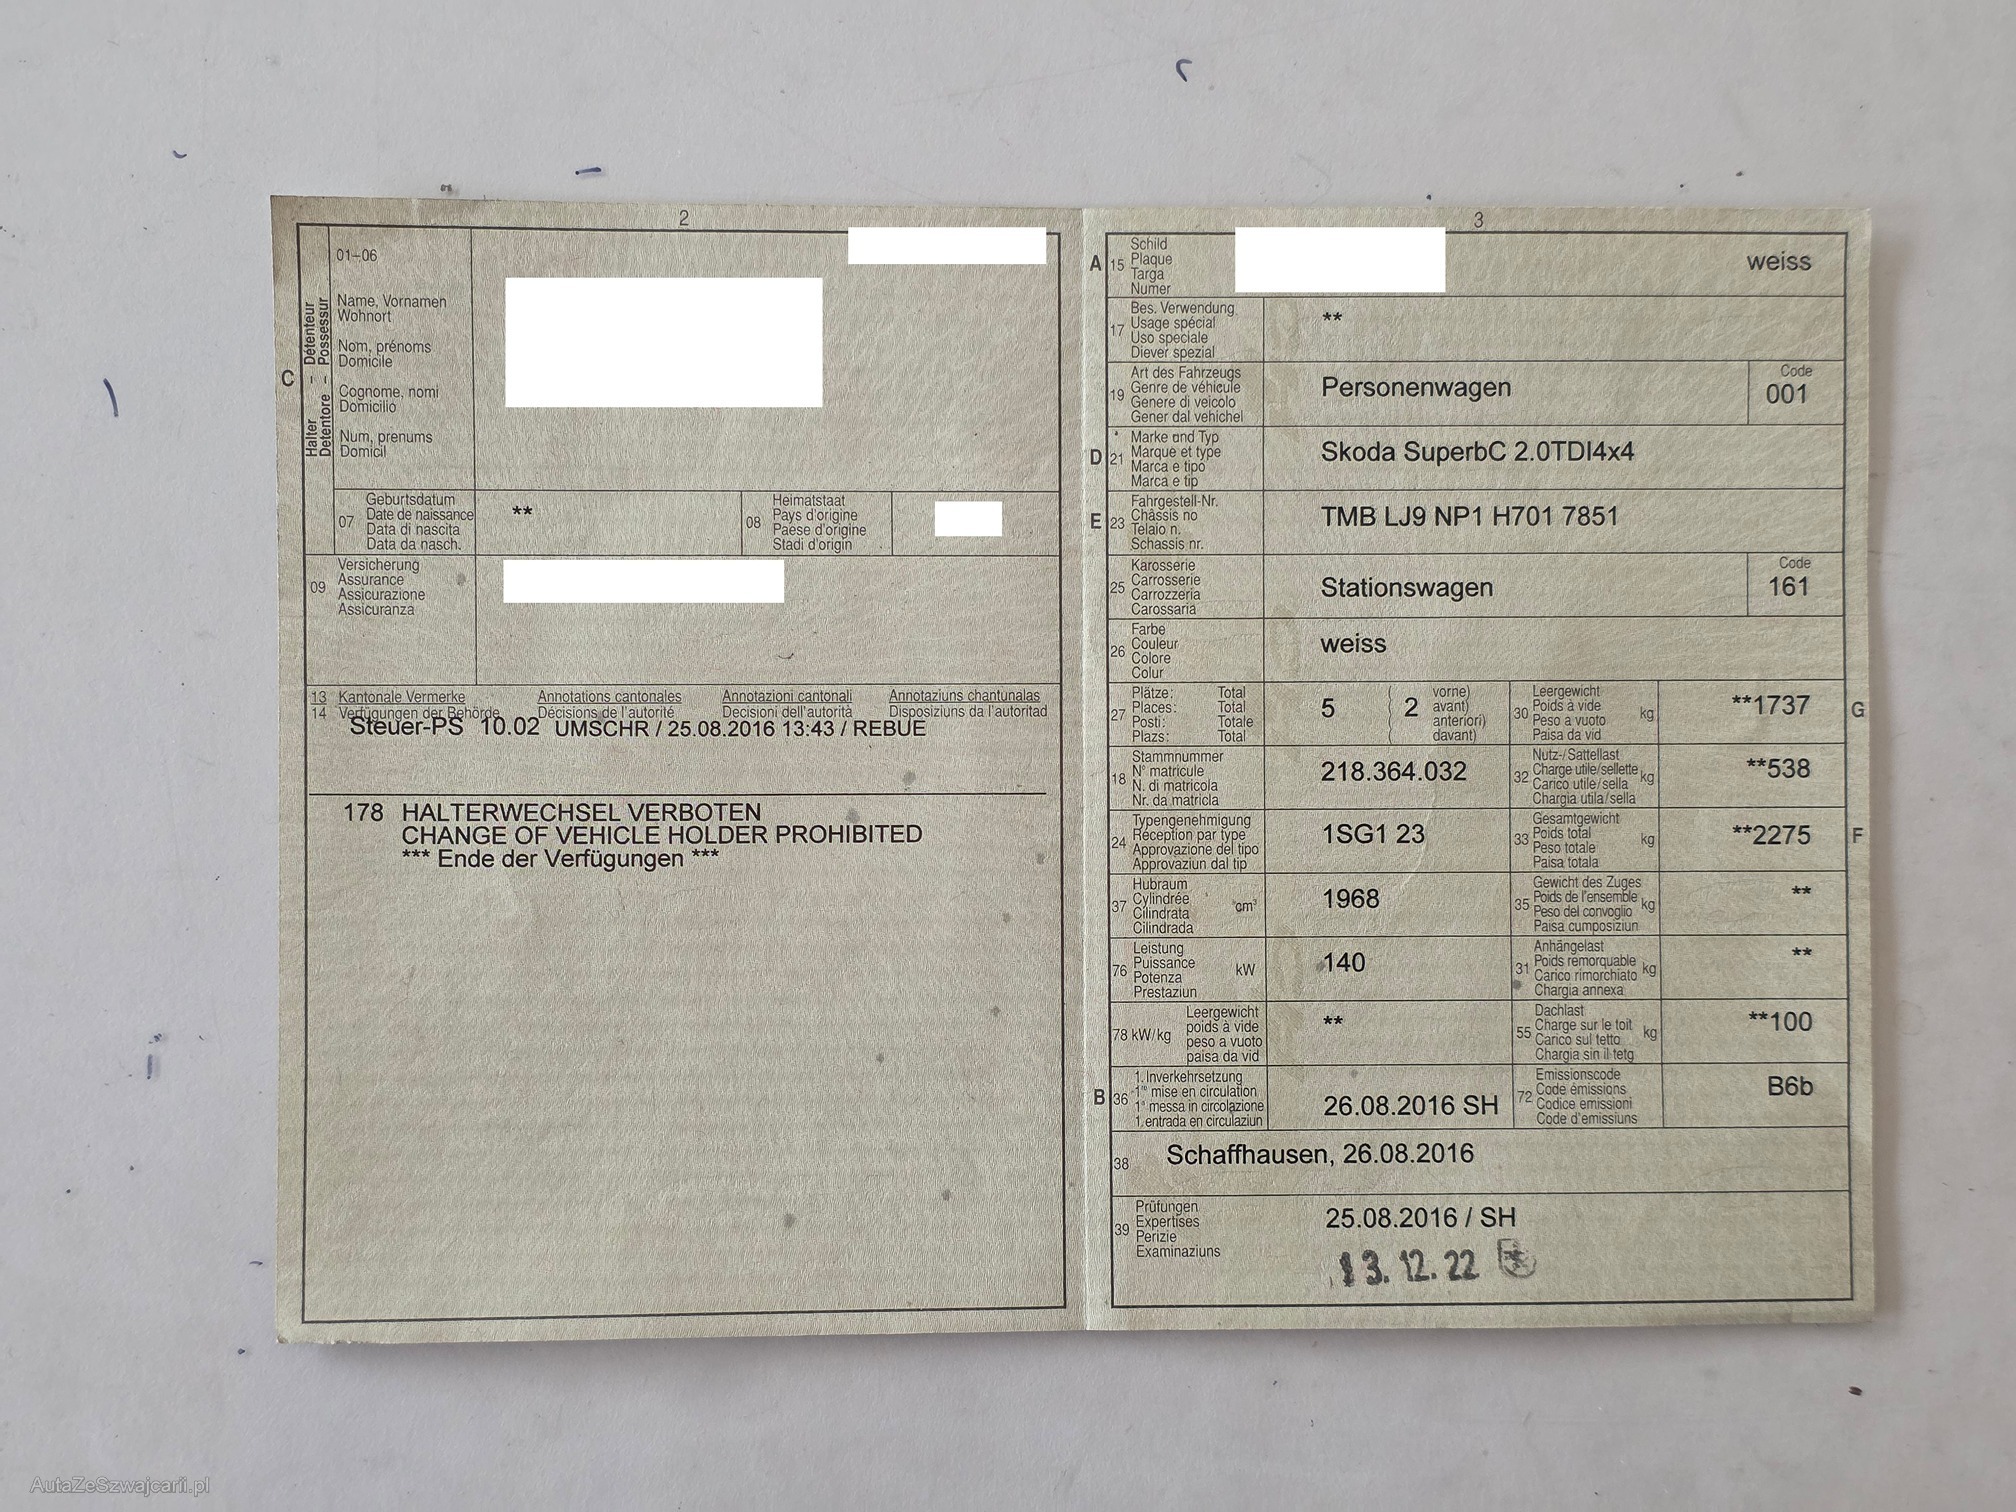 2
01–06
Halter – Détenteur
Detentore – Possessur
C
Name, Vornamen
Wohnort
Nom, prénoms
Domicile
Cognome, nomi
Domicilio
Num, prenums
Domicil
07
Geburtsdatum
Date de naissance
Data di nascita
Data da nasch.
**
08
Heimatstaat
Pays d'origine
Paese d'origine
Stadi d'origin
09
Versicherung
Assurance
Assicurazione
Assicuranza
13 Kantonale Vermerke Annotations cantonales Annotazioni cantonali Annotaziuns chantunalas
14 Verfügungen der Behörde Décisions de l'autorité Decisioni dell'autorità Disposiziuns da l'autoritad
Steuer-PS 10.02 UMSCHR / 25.08.2016 13:43 / REBUE
178 HALTERWECHSEL VERBOTEN
CHANGE OF VEHICLE HOLDER PROHIBITED
*** Ende der Verfügungen ***
3
A 15
Schild
Plaque
Targa
Numer
weiss
17
Bes. Verwendung
Usage spécial
Uso speciale
Diever spezial
**
19
Art des Fahrzeugs
Genre de véhicule
Genere di veicolo
Gener dal vehichel
Personenwagen
Code
001
D 21
Marke und Typ
Marque et type
Marca e tipo
Marca e tip
Skoda SuperbC 2.0TDI4x4
E 23
Fahrgestell-Nr.
Châssis no
Telaio n.
Schassis nr.
TMB LJ9 NP1 H701 7851
25
Karosserie
Carrosserie
Carrozzeria
Carossaria
Stationswagen
Code
161
26
Farbe
Couleur
Colore
Colur
weiss
27
Plätze: Total
Places: Total
Posti: Totale
Plazs: Total
5
( 2
vorne)
avant)
anteriori)
davant)
30
Leergewicht
Poids à vide
Peso a vuoto
Paisa da vid
kg
**1737
G
18
Stammnummer
N° matricule
N. di matricola
Nr. da matricla
218.364.032
32
Nutz-/Sattellast
Charge utile/sellette
Carico utile/sella
Chargia utila/sella
kg
**538
24
Typengenehmigung
Réception par type
Approvazione del tipo
Approvaziun dal tip
1SG1 23
33
Gesamtgewicht
Poids total
Peso totale
Paisa totala
kg
**2275
F
37
Hubraum
Cylindrée
Cilindrata
Cilindrada
cm³
1968
35
Gewicht des Zuges
Poids de l'ensemble
Peso del convoglio
Paisa cumposiziun
kg
**
76
Leistung
Puissance
Potenza
Prestaziun
kW
140
31
Anhängelast
Poids remorquable
Carico rimorchiato
Chargia annexa
kg
**
78 kW/kg
Leergewicht
poids à vide
peso a vuoto
paisa da vid
**
55
Dachlast
Charge sur le toit
Carico sul tetto
Chargia sin il tetg
kg
**100
B 36
1. Inverkehrsetzung
1re mise en circulation
1a messa in circolazione
1. entrada en circulaziun
26.08.2016 SH
72
Emissionscode
Code émissions
Codice emissioni
Code d'emissiuns
B6b
38
Schaffhausen, 26.08.2016
39
Prüfungen
Expertises
Perizie
Examinaziuns
25.08.2016 / SH
13. 12. 22
AutaZeSzwajcarii.pl